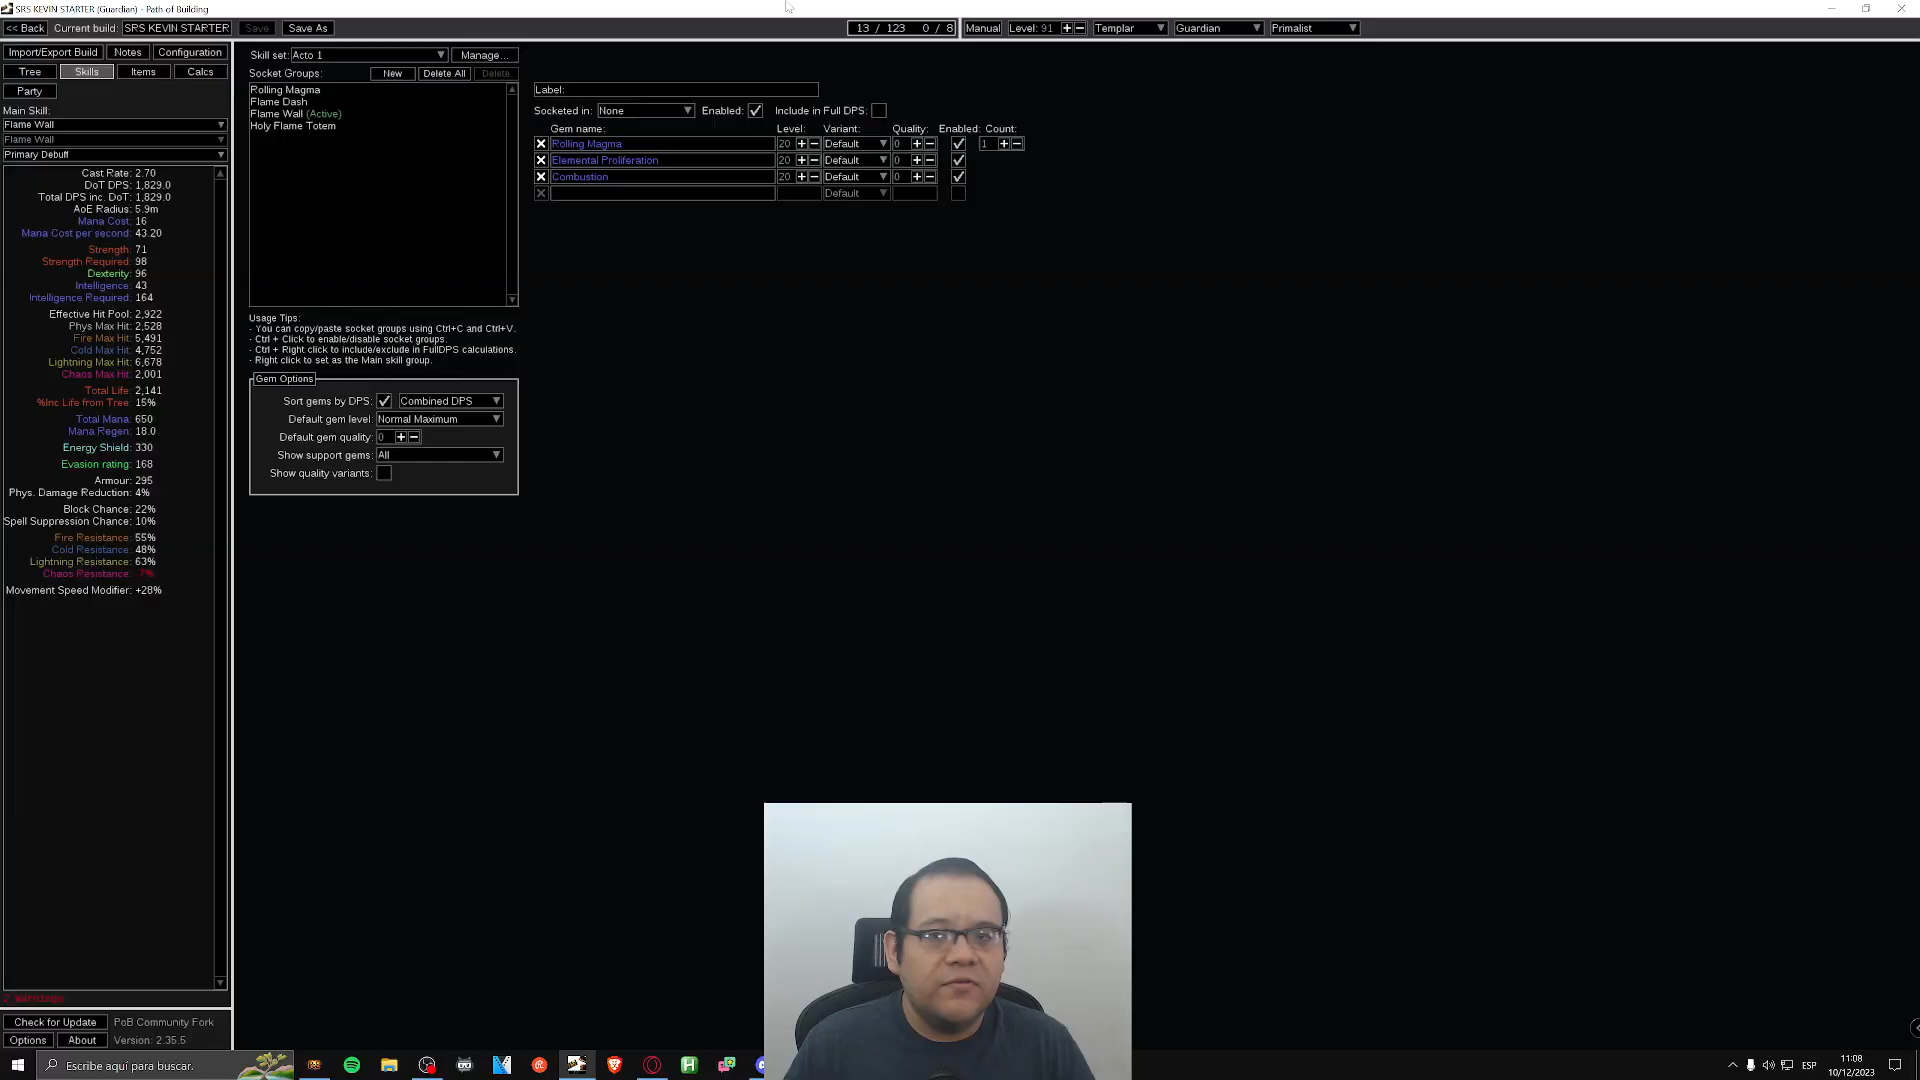 SRS KEVIN STARTER (Guardian) - Path of Building
<< Back Current build: SRS KEVIN STARTER Save Save As 13 / 123 0 / 8 Manual Level: 91 Templar Guardian Primalist
Import/Export Build Notes Configuration
Tree Skills Items Calcs
Party
Main Skill:
Flame Wall
Flame Wall
Primary Debuff
Cast Rate: 2.70
DoT DPS: 1,829.0
Total DPS inc. DoT: 1,829.0
AoE Radius: 5.9m
Mana Cost: 16
Mana Cost per second: 43.20
Strength: 71
Strength Required: 98
Dexterity: 96
Intelligence: 43
Intelligence Required: 164
Effective Hit Pool: 2,922
Phys Max Hit: 2,528
Fire Max Hit: 5,491
Cold Max Hit: 4,752
Lightning Max Hit: 6,678
Chaos Max Hit: 2,001
Total Life: 2,141
%Inc Life from Tree: 15%
Total Mana: 650
Mana Regen: 18.0
Energy Shield: 330
Evasion rating: 168
Armour: 295
Phys. Damage Reduction: 4%
Block Chance: 22%
Spell Suppression Chance: 10%
Fire Resistance: 55%
Cold Resistance: 48%
Lightning Resistance: 63%
Chaos Resistance: -7%
Movement Speed Modifier: +28%
2 warnings
Check for Update PoB Community Fork
Options About Version: 2.35.5
Skill set: Acto 1 Manage...
Socket Groups: New Delete All Delete
Rolling Magma
Flame Dash
Flame Wall (Active)
Holy Flame Totem
Usage Tips:
- You can copy/paste socket groups using Ctrl+C and Ctrl+V.
- Ctrl + Click to enable/disable socket groups.
- Ctrl + Right click to include/exclude in FullDPS calculations.
- Right click to set as the Main skill group.
Gem Options
Sort gems by DPS: Combined DPS
Default gem level: Normal Maximum
Default gem quality: 0
Show support gems: All
Show quality variants:
Label:
Socketed in: None Enabled: Include in Full DPS:
Gem name: Level: Variant: Quality: Enabled: Count:
Rolling Magma 20 Default 0 1
Elemental Proliferation 20 Default 0
Combustion 20 Default 0
Default
Escribe aquí para buscar.
ESP
11:08
10/12/2023